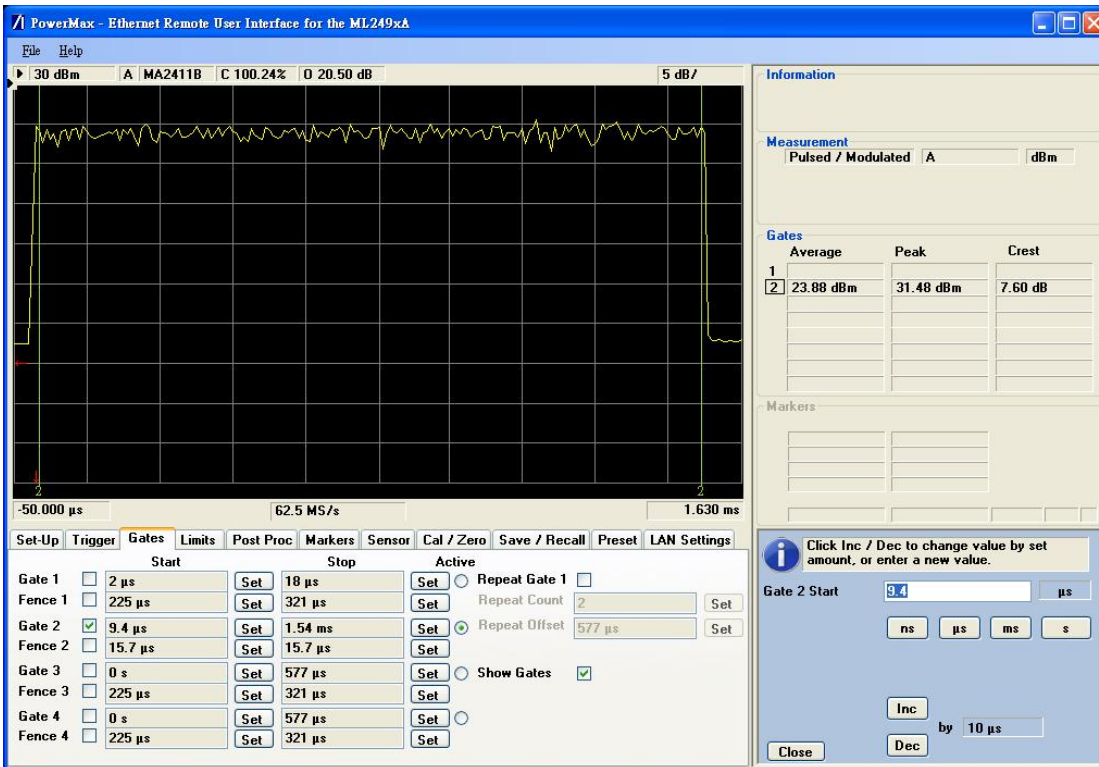 PowerMax - Ethernet Remote User Interface for the ML249xA
File Help
30 dBm A MA2411B C 100.24% O 20.50 dB 5 dB/
2 2
-50.000 µs 62.5 MS/s 1.630 ms
Set-Up Trigger Gates Limits Post Proc Markers Sensor Cal / Zero Save / Recall Preset LAN Settings
Start Stop Active
Gate 1 2 µs Set 18 µs Set Repeat Gate 1
Fence 1 225 µs Set 321 µs Set Repeat Count 2 Set
Gate 2 9.4 µs Set 1.54 ms Set Repeat Offset 577 µs Set
Fence 2 15.7 µs Set 15.7 µs Set
Gate 3 0 s Set 577 µs Set Show Gates
Fence 3 225 µs Set 321 µs Set
Gate 4 0 s Set 577 µs Set
Fence 4 225 µs Set 321 µs Set
Information
Measurement
Pulsed / Modulated A dBm
Gates
Average Peak Crest
1
2 23.88 dBm 31.48 dBm 7.60 dB
Markers
Click Inc / Dec to change value by set
amount, or enter a new value.
Gate 2 Start 9.4 µs
ns µs ms s
Inc
by 10 µs
Close Dec